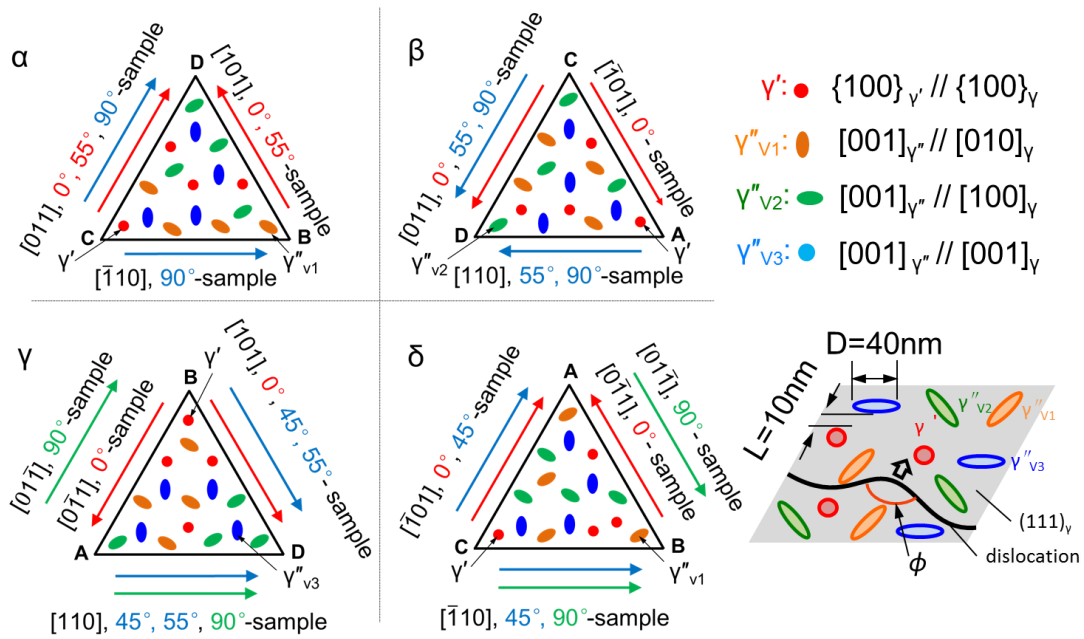 α
D
[011], 0°, 55°, 90°-sample
[101], 0°, 55°-sample
C
B
γ'
γ"v1
[1̄10], 90°-sample
β
C
[011], 0°, 55°, 90°-sample
[1̄01], 0°- sample
D
A
γ"v2
γ'
[110], 55°, 90°-sample
γ': {100}γ' // {100}γ
γ"V1: [001]γ" // [010]γ
γ"V2: [001]γ" // [100]γ
γ"V3: [001]γ" // [001]γ
γ
γ'
B
[011̄], 90°-sample
[01̄1], 0°- sample
[101], 0°, 45°, 55°-sample
A
D
γ"v3
[110], 45°, 55°, 90°-sample
δ
A
[1̄01], 0°, 45°-sample
[01̄1], 0°- sample
[011̄], 90°-sample
C
B
γ'
γ"v1
[1̄10], 45°, 90°-sample
D=40nm
L=10nm
γ"V2
γ"V1
γ'
γ"V3
(111)γ
dislocation
ϕ